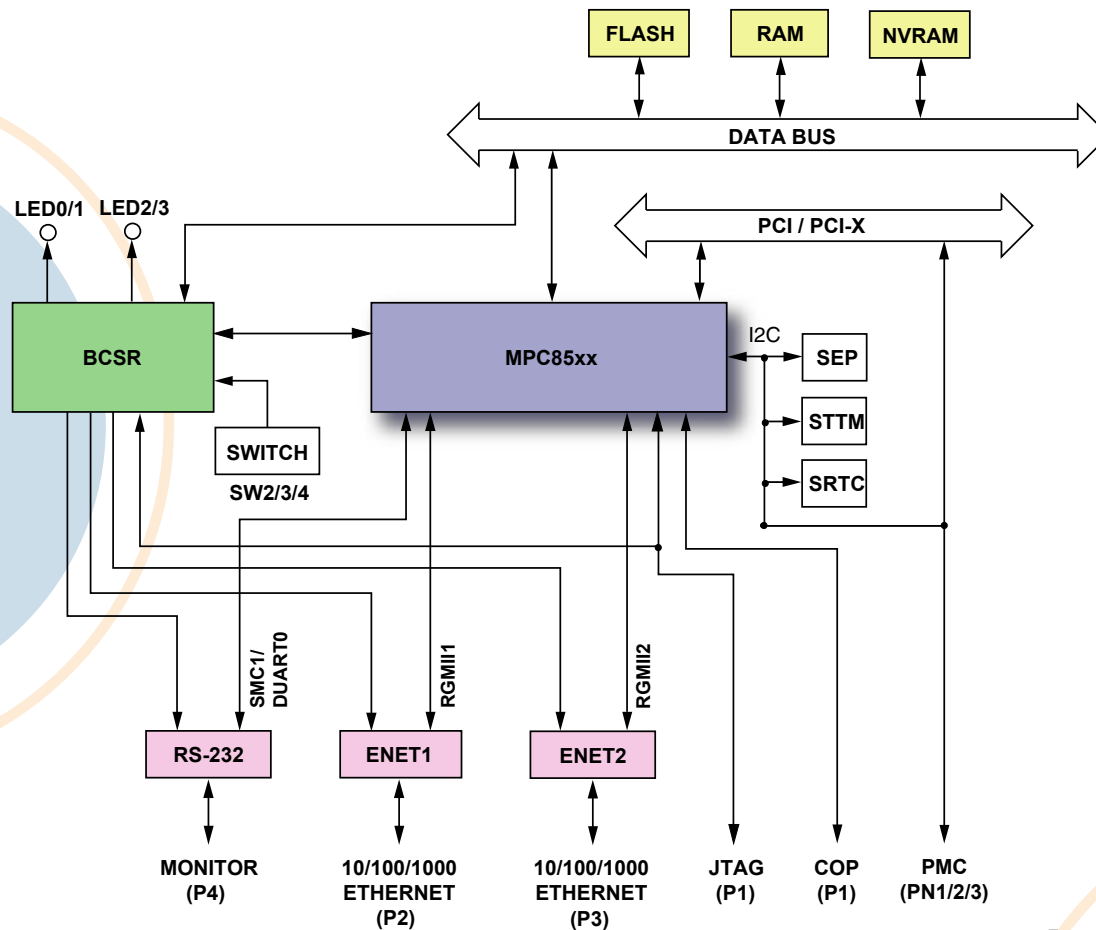 FLASH
RAM
NVRAM
DATA BUS
LED0/1
LED2/3
PCI / PCI-X
BCSR
MPC85xx
I2C
SEP
STTM
SRTC
SWITCH
SW2/3/4
SMC1/
DUART0
RGMII1
RGMII2
RS-232
ENET1
ENET2
MONITOR
(P4)
10/100/1000
ETHERNET
(P2)
10/100/1000
ETHERNET
(P3)
JTAG
(P1)
COP
(P1)
PMC
(PN1/2/3)